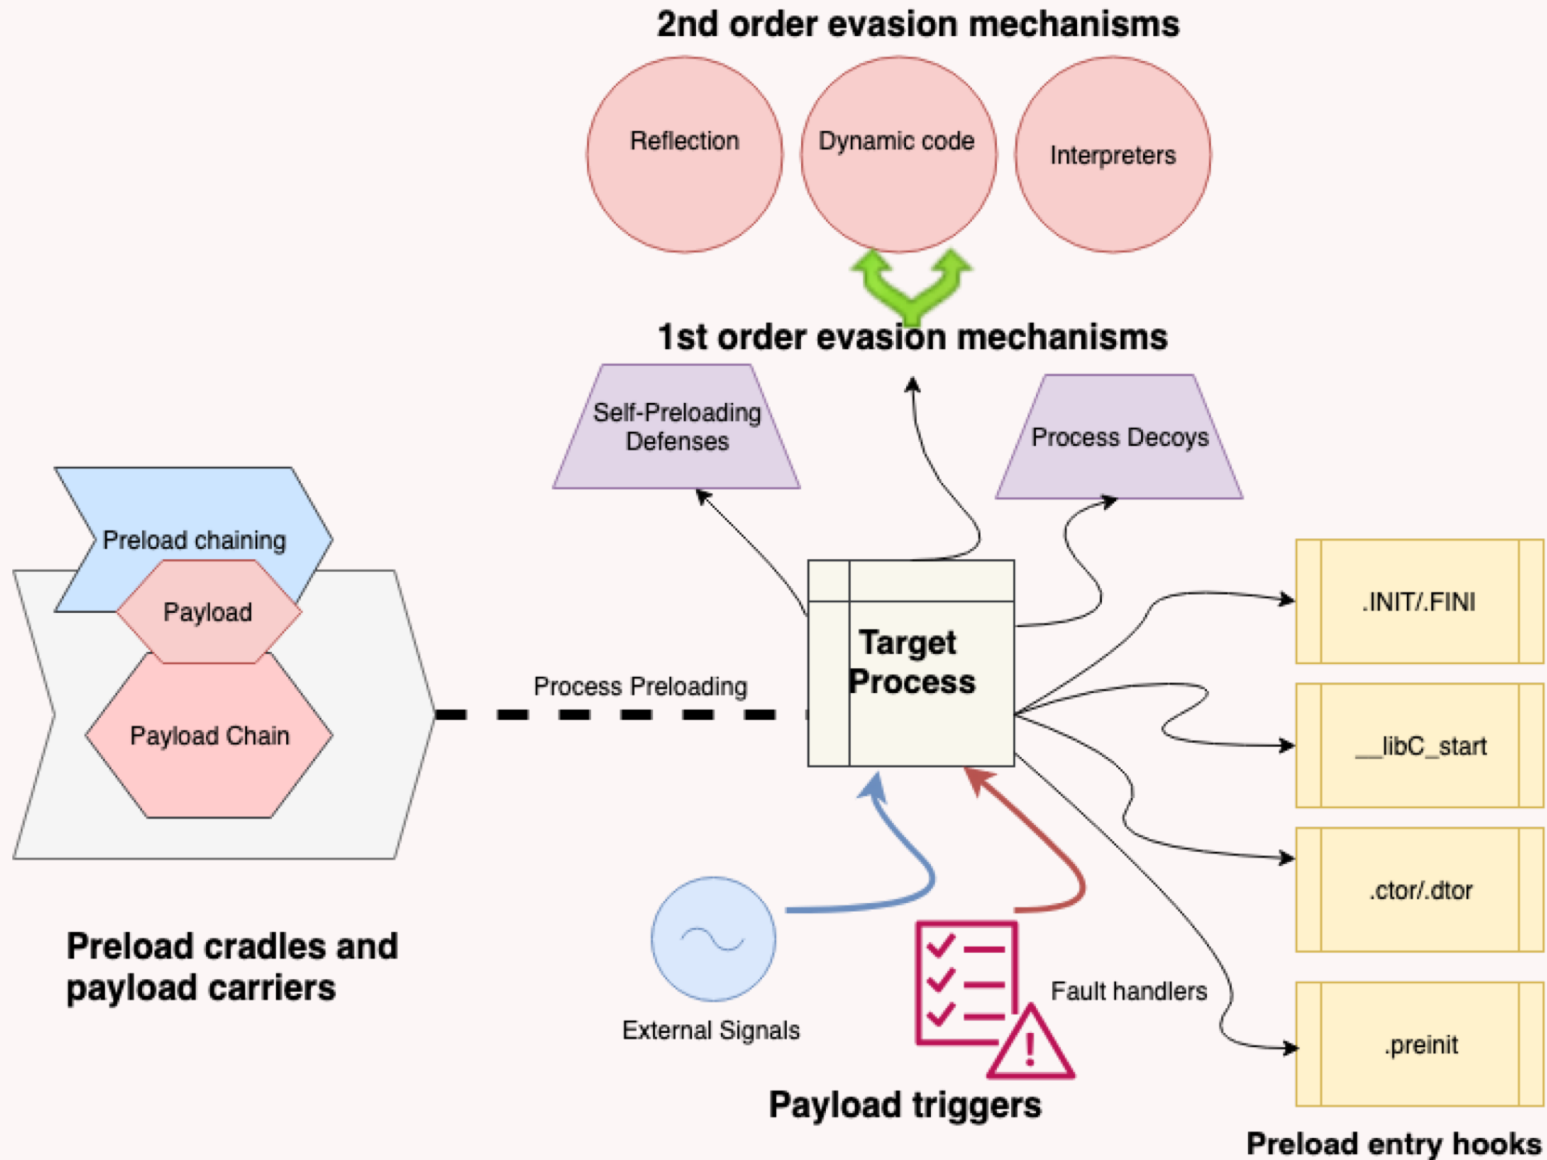 2nd order evasion mechanisms
Reflection
Dynamic code
Interpreters
1st order evasion mechanisms
Self-Preloading
Defenses
Process Decoys
Preload chaining
Payload
Payload Chain
Process Preloading
Target
Process
.INIT/.FINI
__libC_start
.ctor/.dtor
.preinit
Preload cradles and
payload carriers
External Signals
Fault handlers
Payload triggers
Preload entry hooks